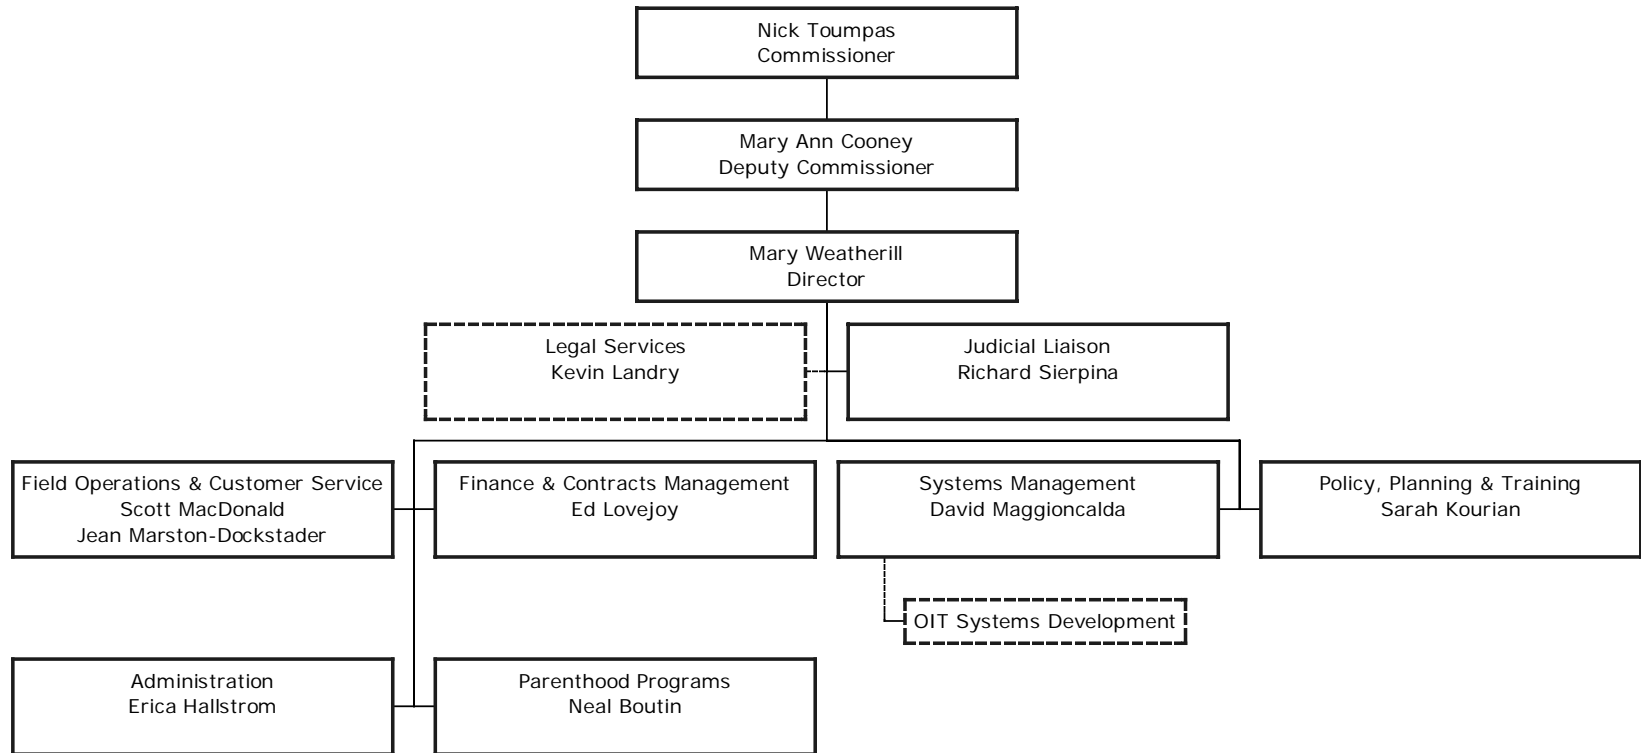 Nick Toumpas
Commissioner
Mary Ann Cooney
Deputy Commissioner
Mary Weatherill
Director
Legal Services
Kevin Landry
Judicial Liaison
Richard Sierpina
Field Operations & Customer Service
Scott MacDonald
Jean Marston-Dockstader
Finance & Contracts Management
Ed Lovejoy
Systems Management
David Maggioncalda
Policy, Planning & Training
Sarah Kourian
OIT Systems Development
Administration
Erica Hallstrom
Parenthood Programs
Neal Boutin